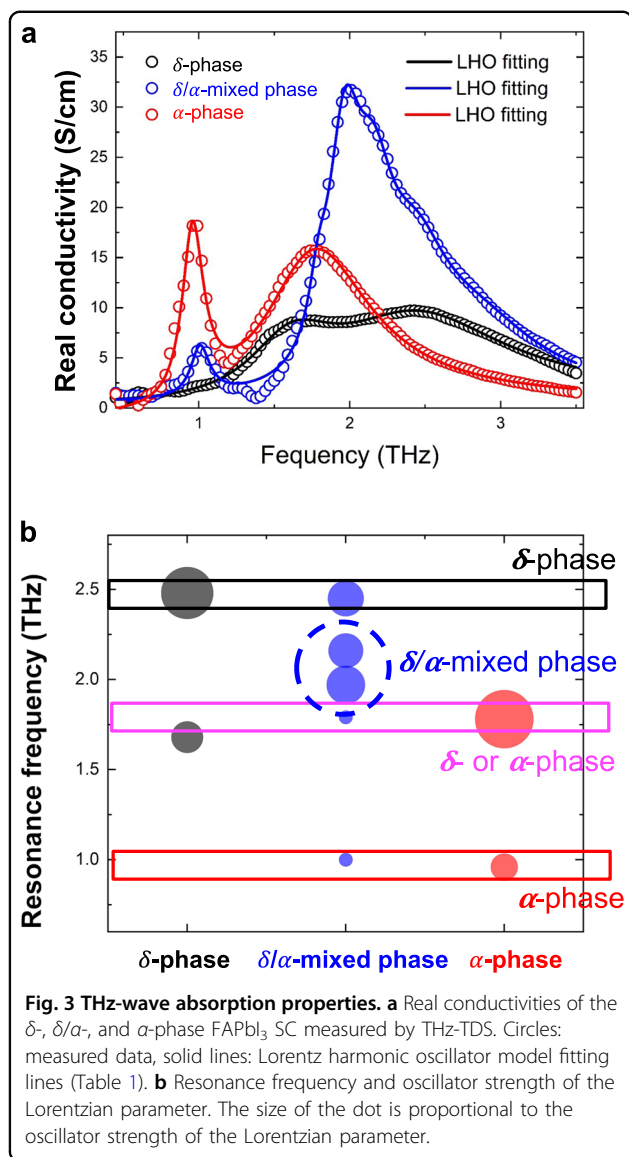 a
Real conductivity (S/cm)
35
30
25
20
15
10
5
0
δ-phase
δ/α-mixed phase
α-phase
LHO fitting
LHO fitting
LHO fitting
1
2
3
Fequency (THz)
b
Resonance frequency (THz)
2.5
2.0
1.5
1.0
δ-phase
δ/α-mixed phase
δ- or α-phase
α-phase
δ-phase
δ/α-mixed phase
α-phase
Fig. 3 THz-wave absorption properties. a Real conductivities of the
δ-, δ/α-, and α-phase FAPbI₃ SC measured by THz-TDS. Circles:
measured data, solid lines: Lorentz harmonic oscillator model fitting
lines (Table 1). b Resonance frequency and oscillator strength of the
Lorentzian parameter. The size of the dot is proportional to the
oscillator strength of the Lorentzian parameter.